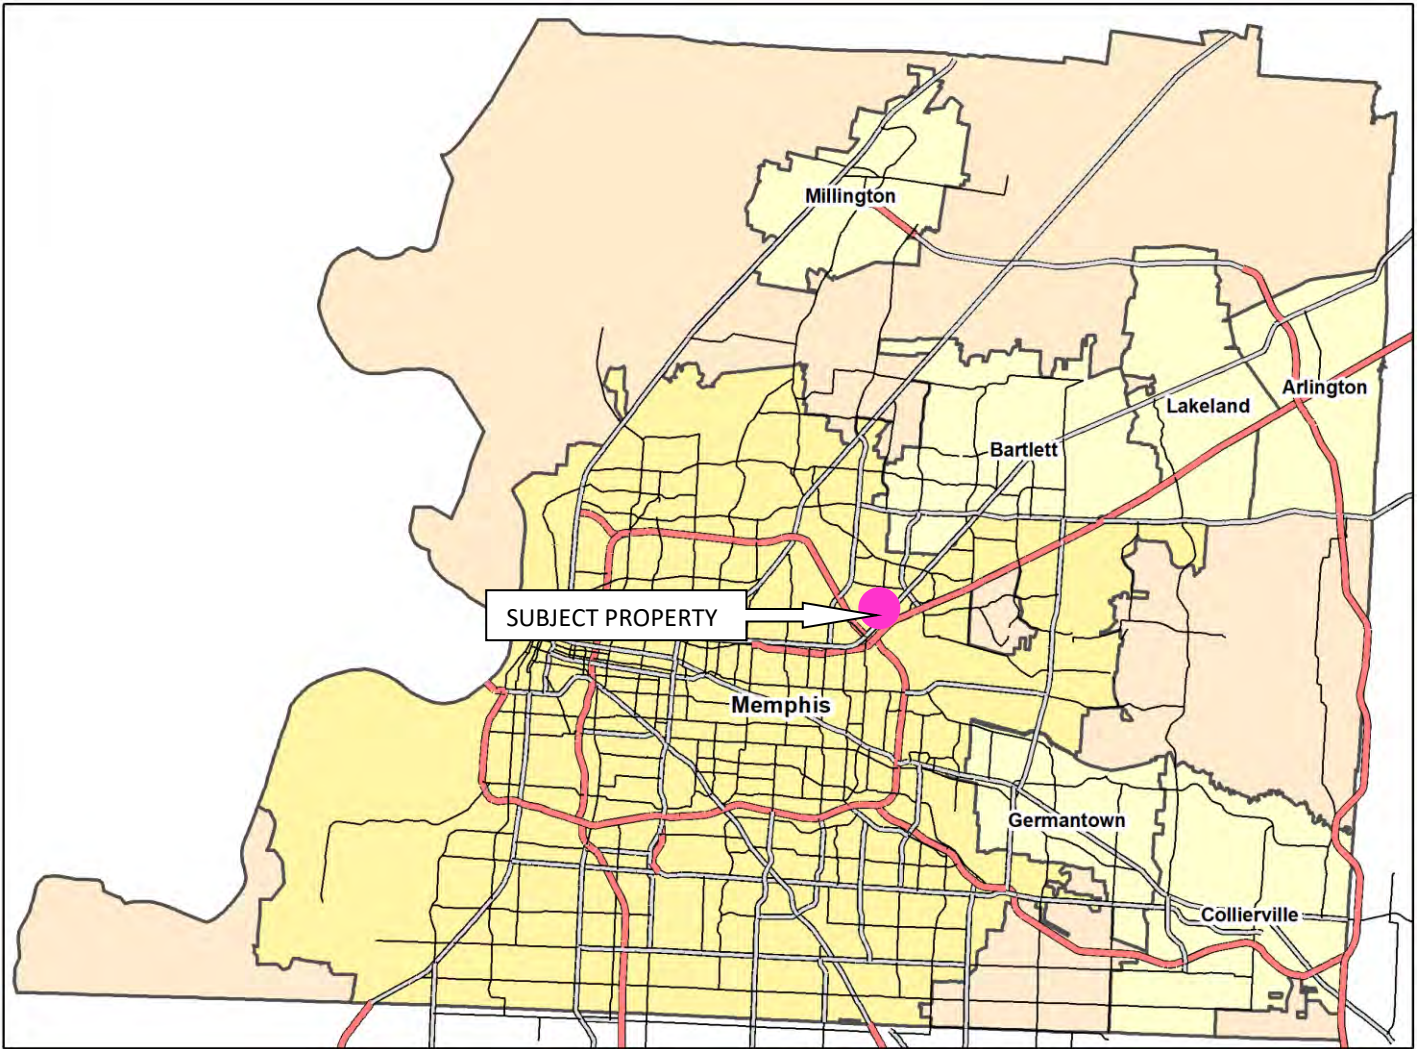 Millington
Arlington
Lakeland
Bartlett
SUBJECT PROPERTY
Memphis
Germantown
Collierville